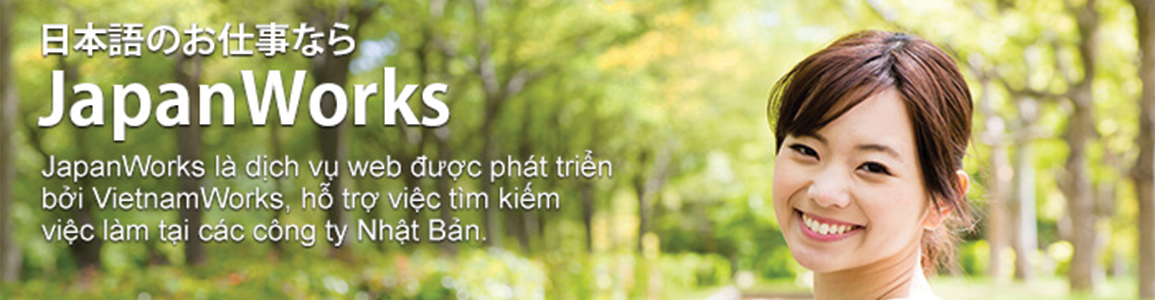 日本語のお仕事なら
JapanWorks
JapanWorks là dịch vụ web được phát triển
bởi VietnamWorks, hỗ trợ việc tìm kiếm
việc làm tại các công ty Nhật Bản.